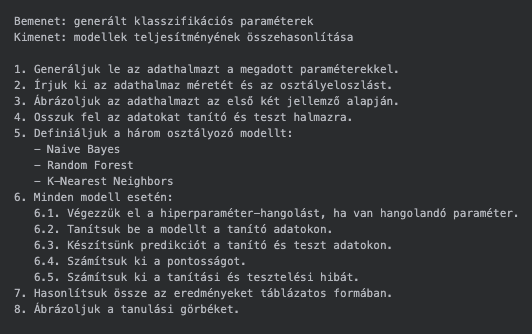 Bemenet: generált klasszifikációs paraméterek
Kimenet: modellek teljesítményének összehasonlítása

1. Generáljuk le az adathalmazt a megadott paraméterekkel.
2. Írjuk ki az adathalmaz méretét és az osztályeloszlást.
3. Ábrázoljuk az adathalmazt az első két jellemző alapján.
4. Osszuk fel az adatokat tanító és teszt halmazra.
5. Definiáljuk a három osztályozó modellt:
   - Naive Bayes
   - Random Forest
   - K-Nearest Neighbors
6. Minden modell esetén:
   6.1. Végezzük el a hiperparaméter-hangolást, ha van hangolandó paraméter.
   6.2. Tanítsuk be a modellt a tanító adatokon.
   6.3. Készítsünk predikciót a tanító és teszt adatokon.
   6.4. Számítsuk ki a pontosságot.
   6.5. Számítsuk ki a tanítási és tesztelési hibát.
7. Hasonlítsuk össze az eredményeket táblázatos formában.
8. Ábrázoljuk a tanulási görbéket.